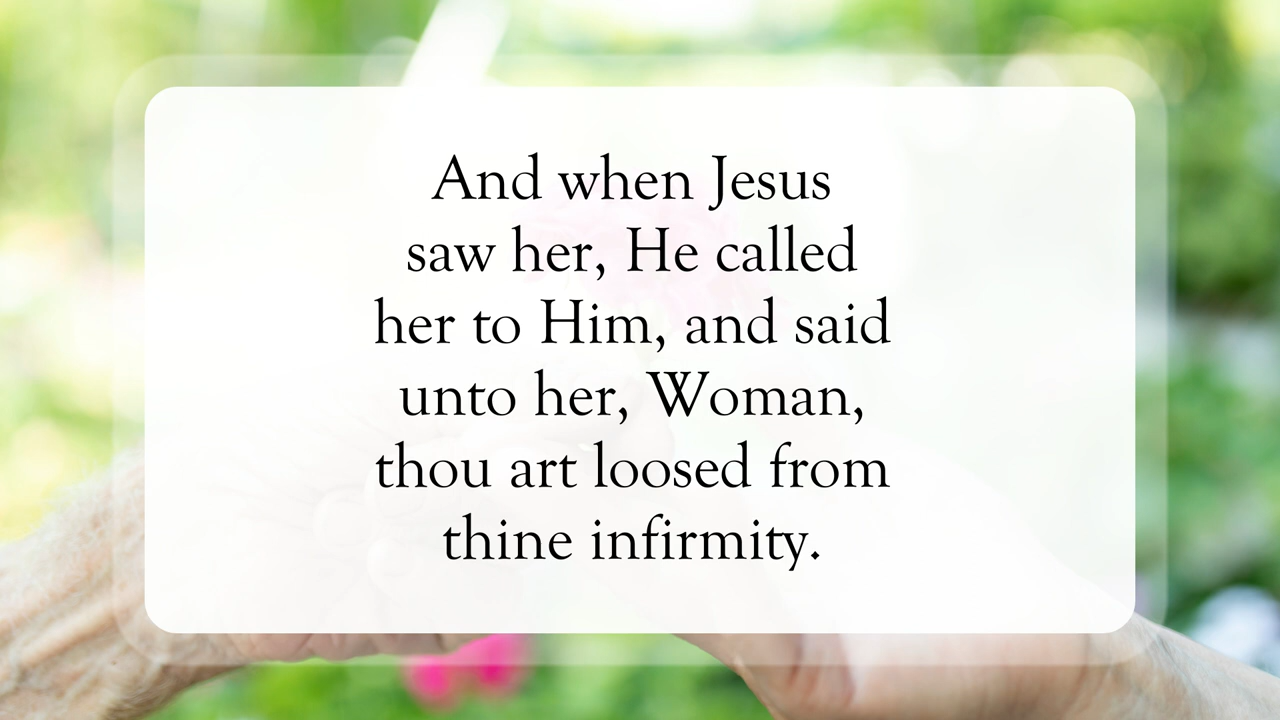 And when Jesus
saw her, He called
her to Him, and said
unto her, Woman,
thou art loosed from
thine infirmity.